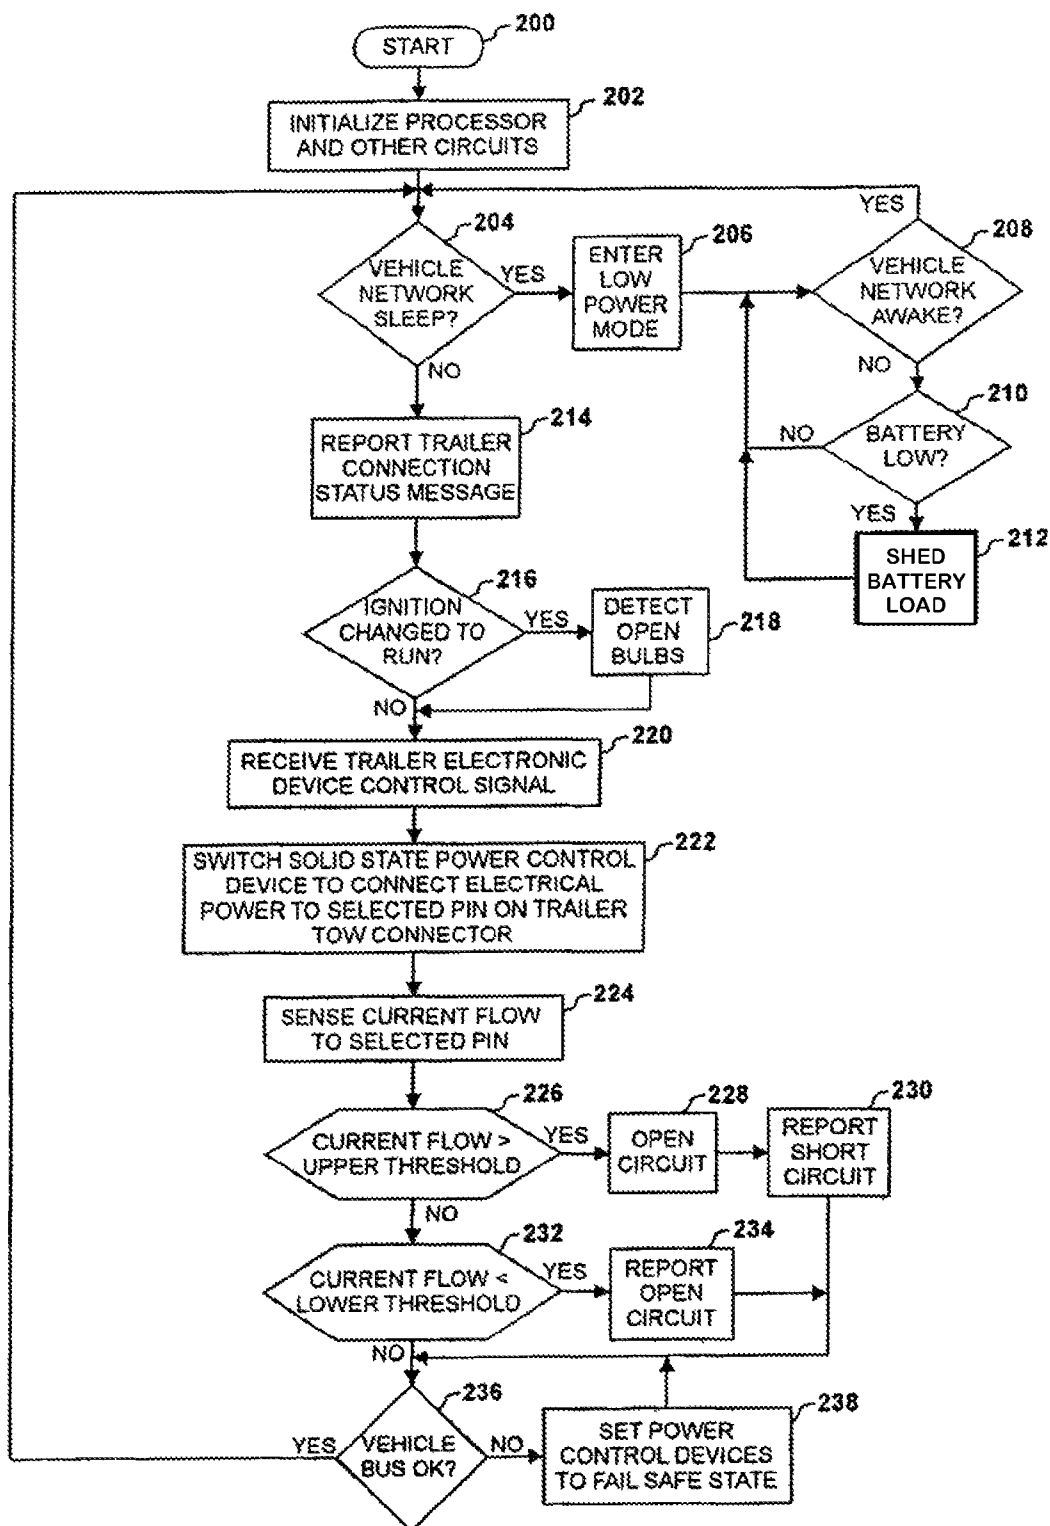 200
START
202
INITIALIZE PROCESSOR
AND OTHER CIRCUITS
YES
204
VEHICLE
NETWORK
SLEEP?
YES
NO
206
ENTER
LOW
POWER
MODE
208
VEHICLE
NETWORK
AWAKE?
NO
210
BATTERY
LOW?
NO
YES
212
SHED
BATTERY
LOAD
214
REPORT TRAILER
CONNECTION
STATUS MESSAGE
216
IGNITION
CHANGED TO
RUN?
YES
NO
218
DETECT
OPEN
BULBS
220
RECEIVE TRAILER ELECTRONIC
DEVICE CONTROL SIGNAL
222
SWITCH SOLID STATE POWER CONTROL
DEVICE TO CONNECT ELECTRICAL
POWER TO SELECTED PIN ON TRAILER
TOW CONNECTOR
224
SENSE CURRENT FLOW
TO SELECTED PIN
226
CURRENT FLOW >
UPPER THRESHOLD
YES
NO
228
OPEN
CIRCUIT
230
REPORT
SHORT
CIRCUIT
232
CURRENT FLOW <
LOWER THRESHOLD
YES
NO
234
REPORT
OPEN
CIRCUIT
236
VEHICLE
BUS OK?
YES
NO
238
SET POWER
CONTROL DEVICES
TO FAIL SAFE STATE